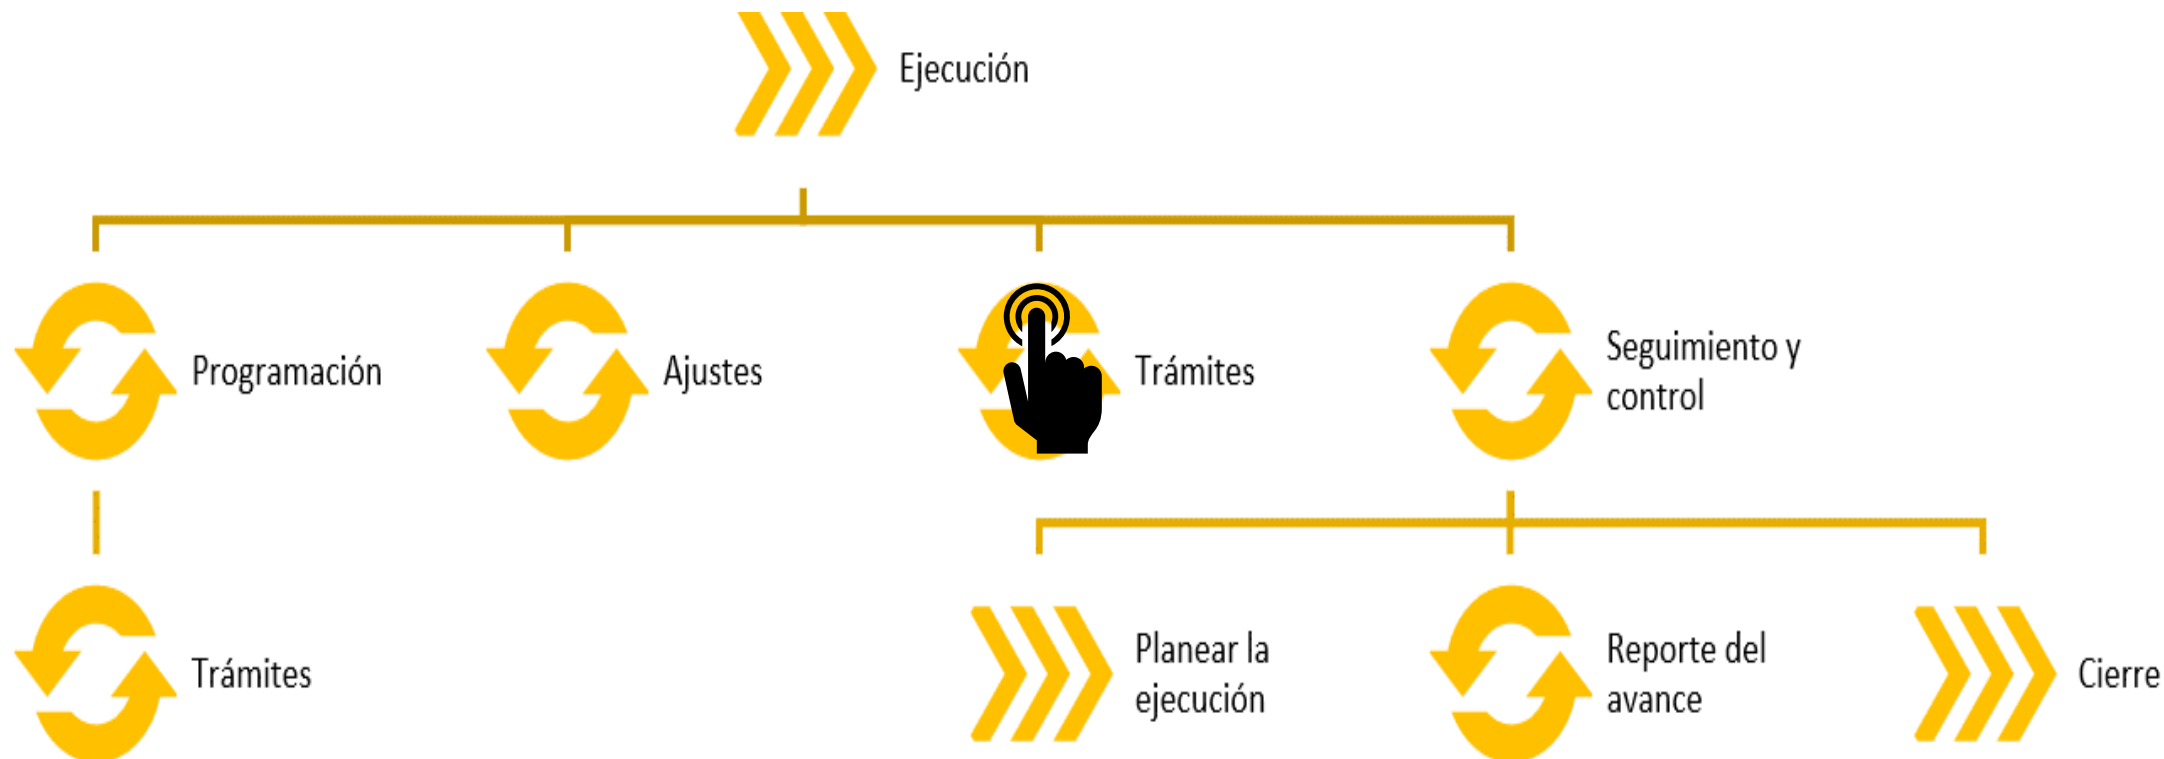 Ejecución
Programación
Ajustes
Trámites
Seguimiento y
control
Trámites
Planear la
ejecución
Reporte del
avance
Cierre